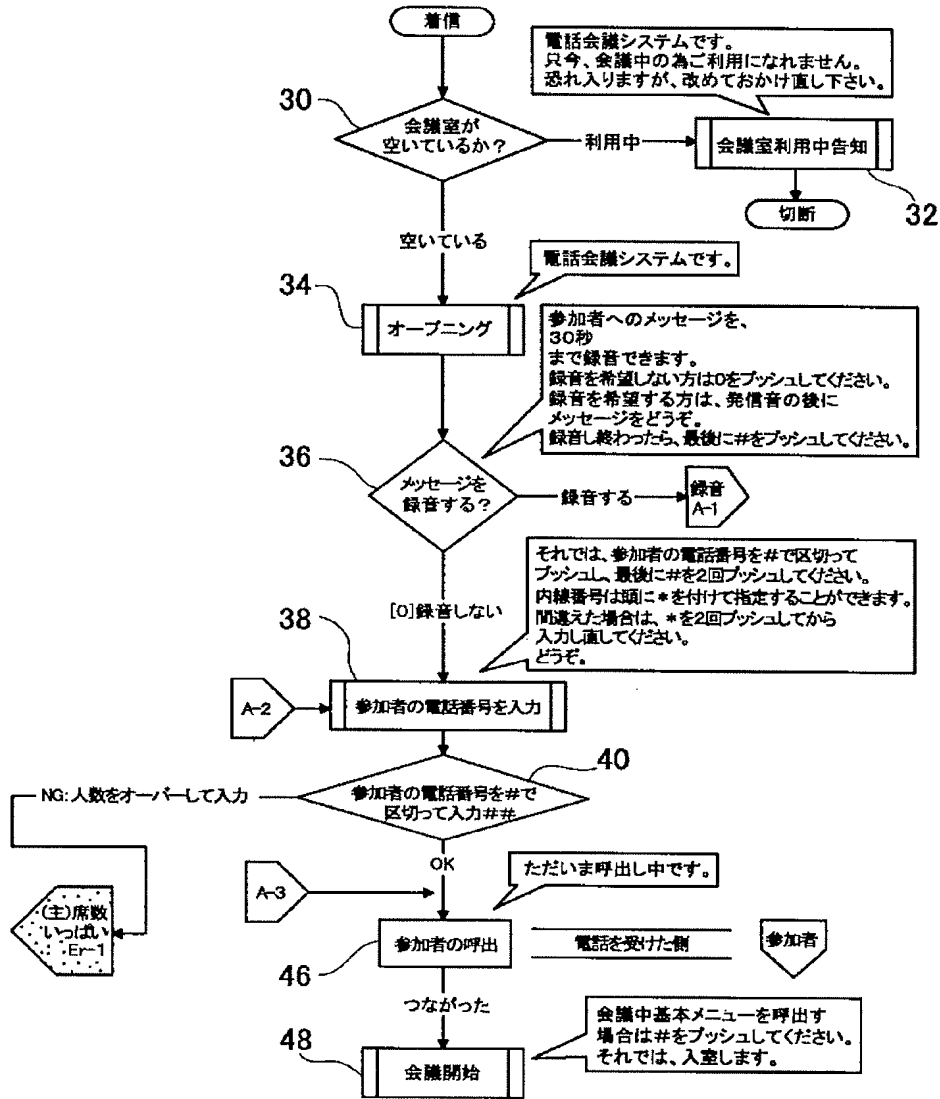 着信
電話会議システムです。
只今、会議中の為ご利用になれません。
恐れ入りますが、改めておかけ直し下さい。
30
会議室が
空いているか?
利用中
会議室利用中告知
32
切断
空いている
電話会議システムです。
34
オープニング
参加者へのメッセージを、
30秒
まで録音できます。
録音を希望しない方は0をプッシュしてください。
録音を希望する方は、発信音の後に
メッセージをどうぞ。
録音し終わったら、最後に#をプッシュしてください。
36
メッセージを
録音する?
録音する
録音
A-1
それでは、参加者の電話番号を#で区切って
プッシュし、最後に#を2回プッシュしてください。
内線番号は頭に*を付けて指定することができます。
間違えた場合は、*を2回プッシュしてから
入力し直してください。
どうぞ。
[0]録音しない
38
A-2
参加者の電話番号を入力
40
NG:人数をオーバーして入力
参加者の電話番号を#で
区切って入力##
OK
ただいま呼出し中です。
A-3
(主)席数
いっぱい
Er-1
参加者の呼出
電話を受けた側
参加者
46
つながった
会議中基本メニューを呼出す
場合は#をプッシュしてください。
それでは、入室します。
48
会議開始